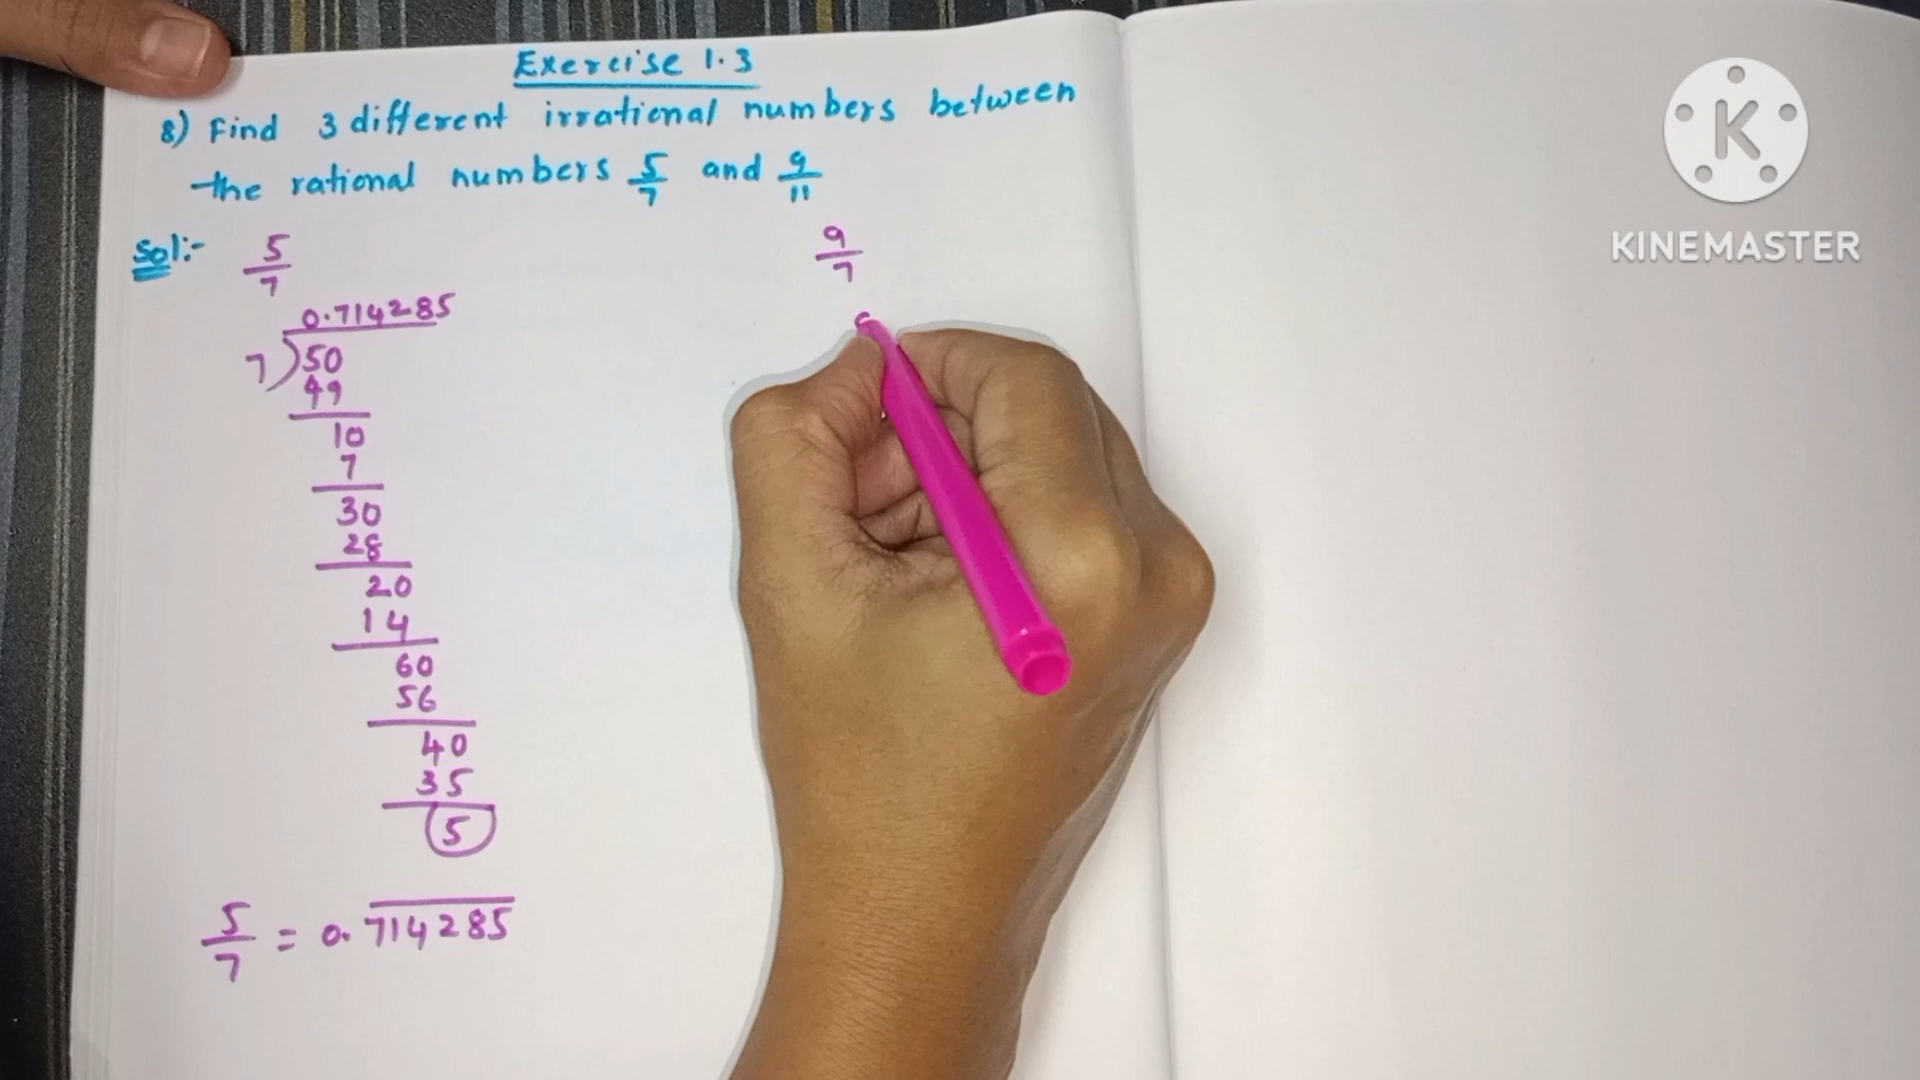 Exercise 1.3
8) Find 3 different irrational numbers between
the rational numbers 5/7 and 9/11
Sol:- 5/7
0.714285
7)50
49
10
7
30
28
20
14
60
56
40
35
5
5/7 = 0.714285
9/7
K
KINEMASTER